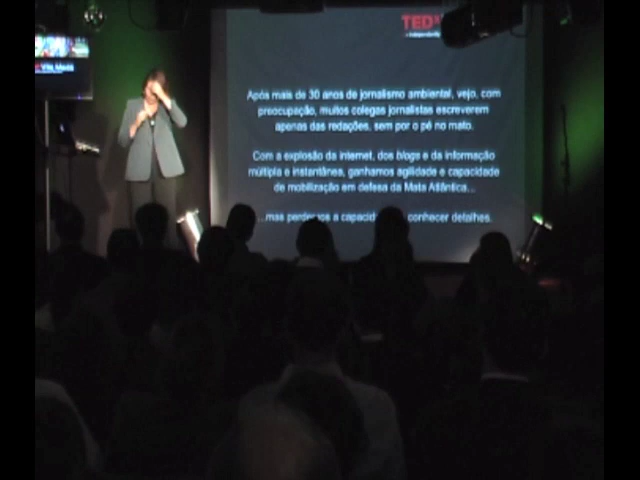 TEDx
Após mais de 30 anos de jornalismo ambiental, vejo, com
preocupação, muitos colegas jornalistas escreverem
apenas das redações, sem por o pé no mato.
Com a explosão da internet, dos blogs e da informação
múltipla e instantânea, ganhamos agilidade e capacidade
de mobilização em defesa da Mata Atlântica...
...mas perdemos a conhecer detalhes.